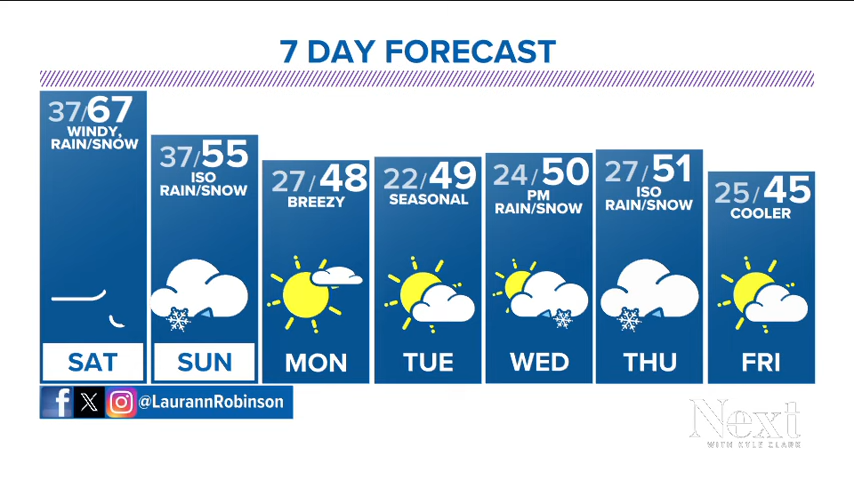 7 DAY FORECAST
37/67
WINDY,
RAIN/SNOW
SAT
37/55
ISO
RAIN/SNOW
SUN
27/48
BREEZY
MON
22/49
SEASONAL
TUE
24/50
PM
RAIN/SNOW
WED
27/51
ISO
RAIN/SNOW
THU
25/45
COOLER
FRI
@LaurannRobinson
Next
WITH KYLE CLARK